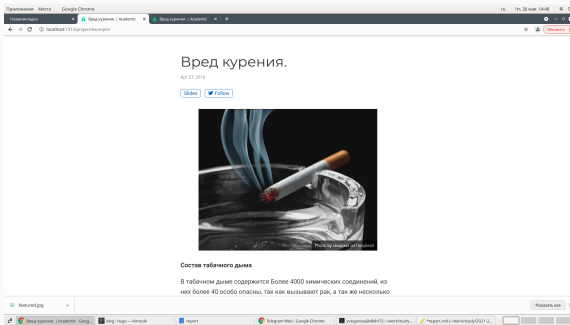 Приложения Места Google Chrome
ru Чт, 26 мая 14:48
Новая вкладка
Вред курения. | Academic
Вред курения. | Academic
localhost:1313/project/example/
Обновить
Вред курения.
Apr 27, 2016
Slides Follow
Photo by rawpixel on Unsplash
Состав табачного дыма
В табачном дыме содержится Более 4000 химических соединений, из
них более 40 особо опасны, так как вызывают рак, а так же несколько
featured.jpg
Показать все
Вред курения. | Academic - Goog...
blog : hugo — Konsole
report
Telegram Web - Google Chrome